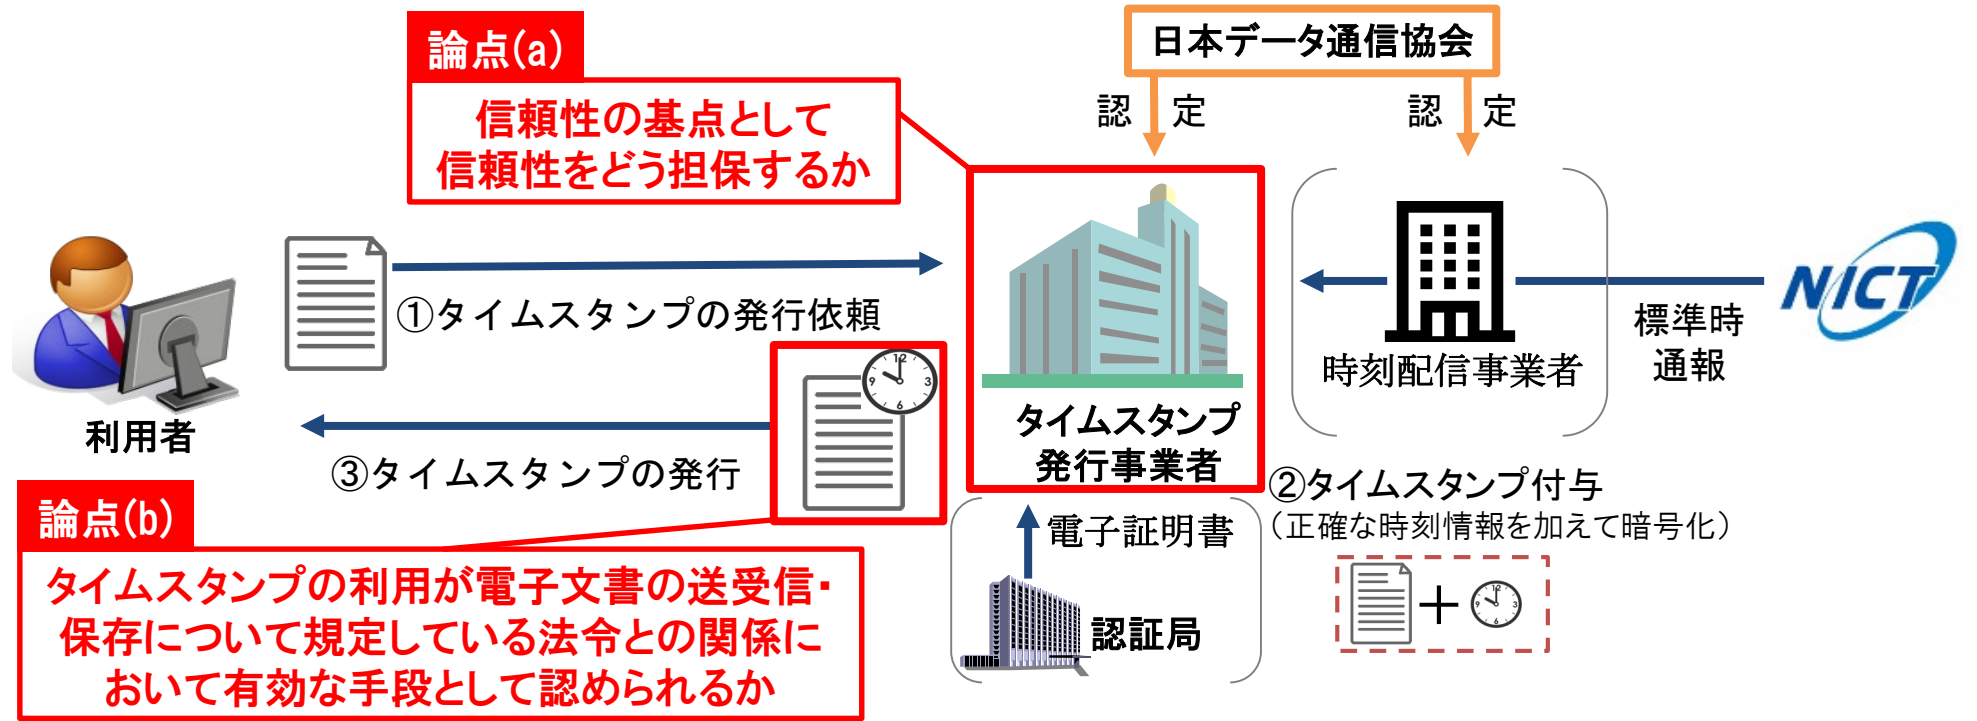 論点(a)
信頼性の基点として
信頼性をどう担保するか
日本データ通信協会
認 定
認 定
①タイムスタンプの発行依頼
利用者
③タイムスタンプの発行
タイムスタンプ
発行事業者
時刻配信事業者
標準時
通報
NICT
②タイムスタンプ付与
(正確な時刻情報を加えて暗号化)
12
3
6
9
電子証明書
認証局
論点(b)
タイムスタンプの利用が電子文書の送受信・
保存について規定している法令との関係に
おいて有効な手段として認められるか
12
3
6
9